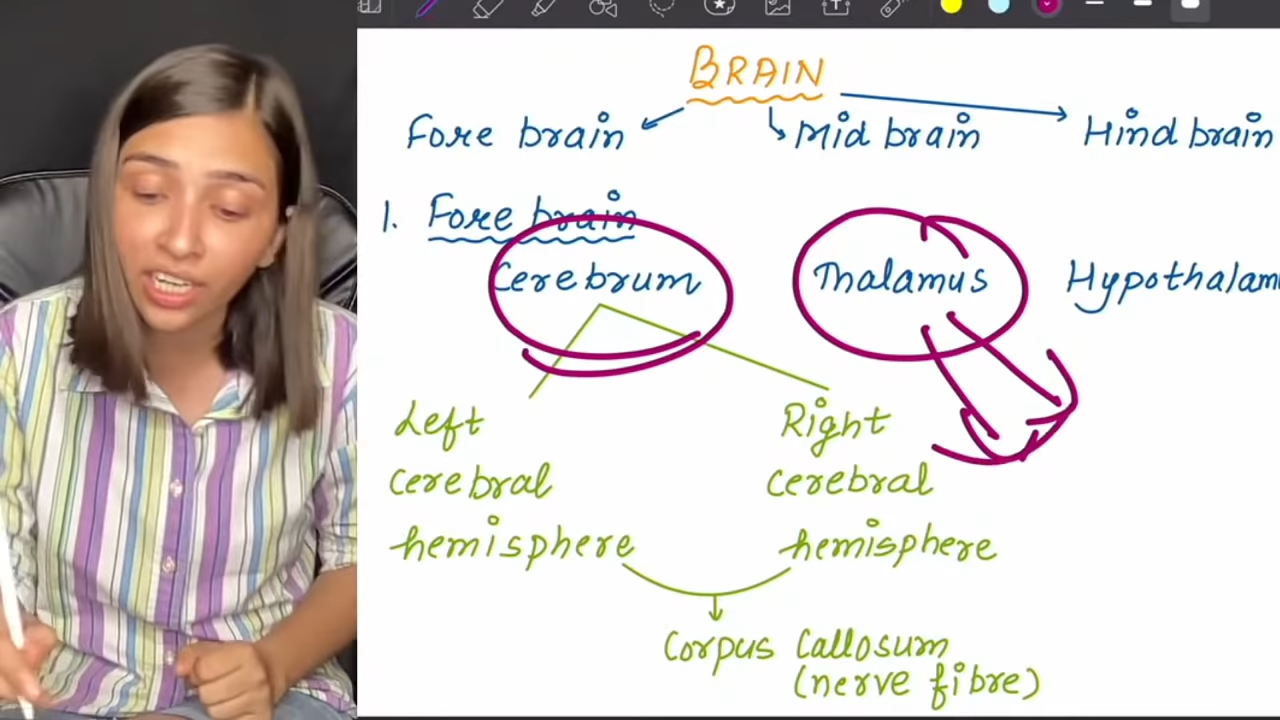 BRAIN
Fore brain Mid brain Hind brain
1. Fore brain
Cerebrum Thalamus Hypothalam
Left Right
cerebral cerebral
hemisphere hemisphere
Corpus Callosum
(nerve fibre)